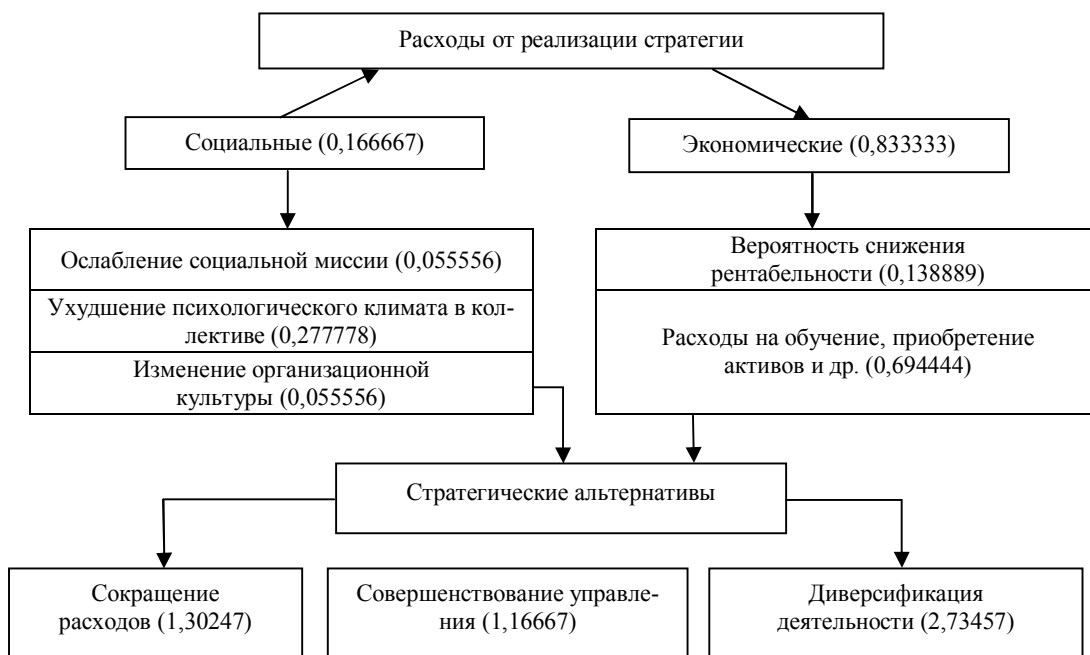 Расходы от реализации стратегии
Социальные (0,166667)
Экономические (0,833333)
Ослабление социальной миссии (0,055556)
Ухудшение психологического климата в кол-
лективе (0,277778)
Изменение организационной
культуры (0,055556)
Вероятность снижения
рентабельности (0,138889)
Расходы на обучение, приобретение
активов и др. (0,694444)
Стратегические альтернативы
Сокращение
расходов (1,30247)
Совершенствование управле-
ния (1,16667)
Диверсификация
деятельности (2,73457)